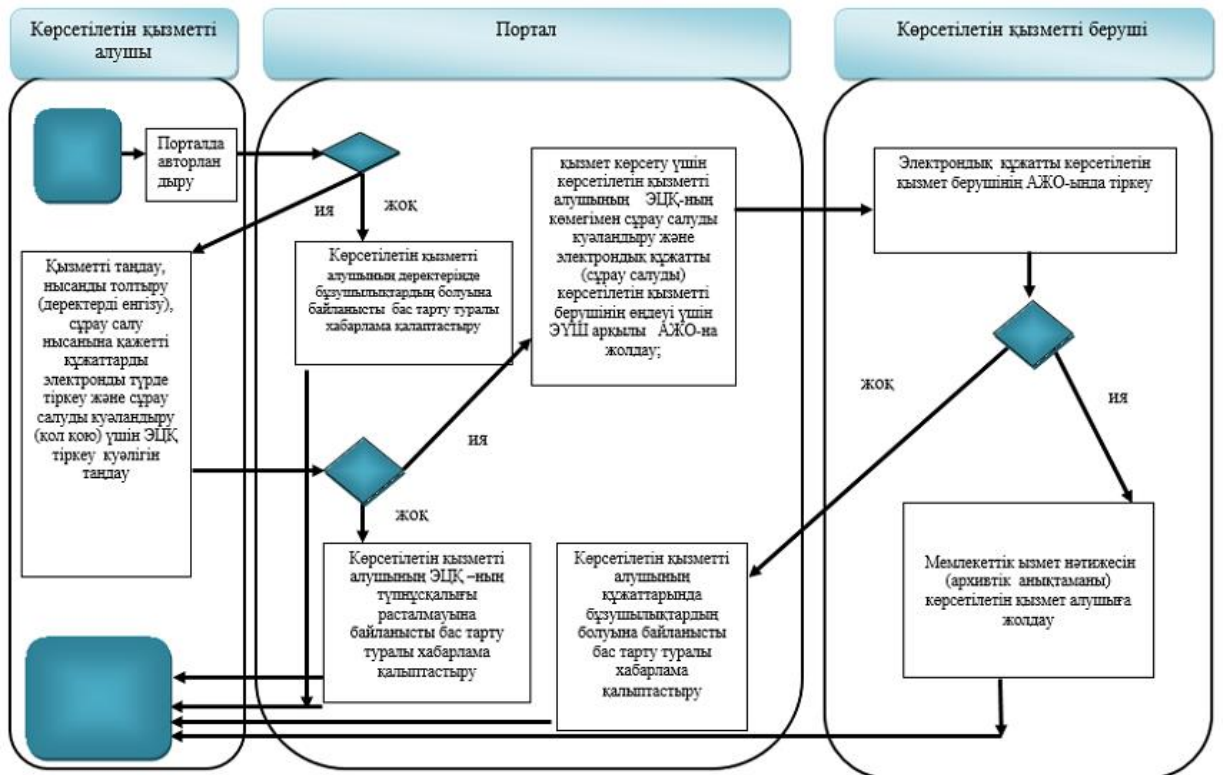 Көрсетілетін қызметті
алушы
Портал
Көрсетілетін қызметті беруші
Порталда
авторлан
дыру
ия
жоқ
Қызметті таңдау,
нысанды толтыру
(деректерді енгізу),
сұрау салу
нысанына қажетті
құжаттарды
электронды түрде
тіркеу және сұрау
салуды куәландыру
(қол қою) үшін ЭЦҚ
тіркеу куәлігін
таңдау
Көрсетілетін қызметті
алушының деректерінде
бұзушылықтардың болуына
байланысты бас тарту туралы
хабарлама қалаптастыру
қызмет көрсету үшін
көрсетілетін қызметті
алушының ЭЦҚ-ның
көмегімен сұрау салуды
куәландыру және
электрондық құжатты
(сұрау салуды)
көрсетілетін қызметті
берушінің өңдеуі үшін
ЭҮШ арқылы АЖО-на
жолдау;
ия
жоқ
Көрсетілетін қызметті
алушының ЭЦҚ –ның
түпнұсқалығы
расталмауына
байланысты бас тарту
туралы хабарлама
қалыптастыру
Көрсетілетін қызметті
алушының
құжаттарында
бұзушылықтардың
болуына байланысты
бас тарту туралы
хабарлама
қалыптастыру
Электрондық құжатты көрсетілетін
қызмет берушінің АЖО-ында тіркеу
жоқ
ия
Мемлекеттік ызмет нәтижесін
(архивтік анықтаманы)
көрсетілетін қызмет алушыға
жолдау